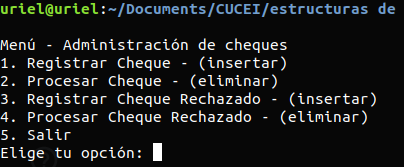 uriel@uriel:~/Documents/CUCEI/estructuras de
Menú - Administración de cheques
1. Registrar Cheque - (insertar)
2. Procesar Cheque - (eliminar)
3. Registrar Cheque Rechazado - (insertar)
4. Procesar Cheque Rechazado - (eliminar)
5. Salir
Elige tu opción: